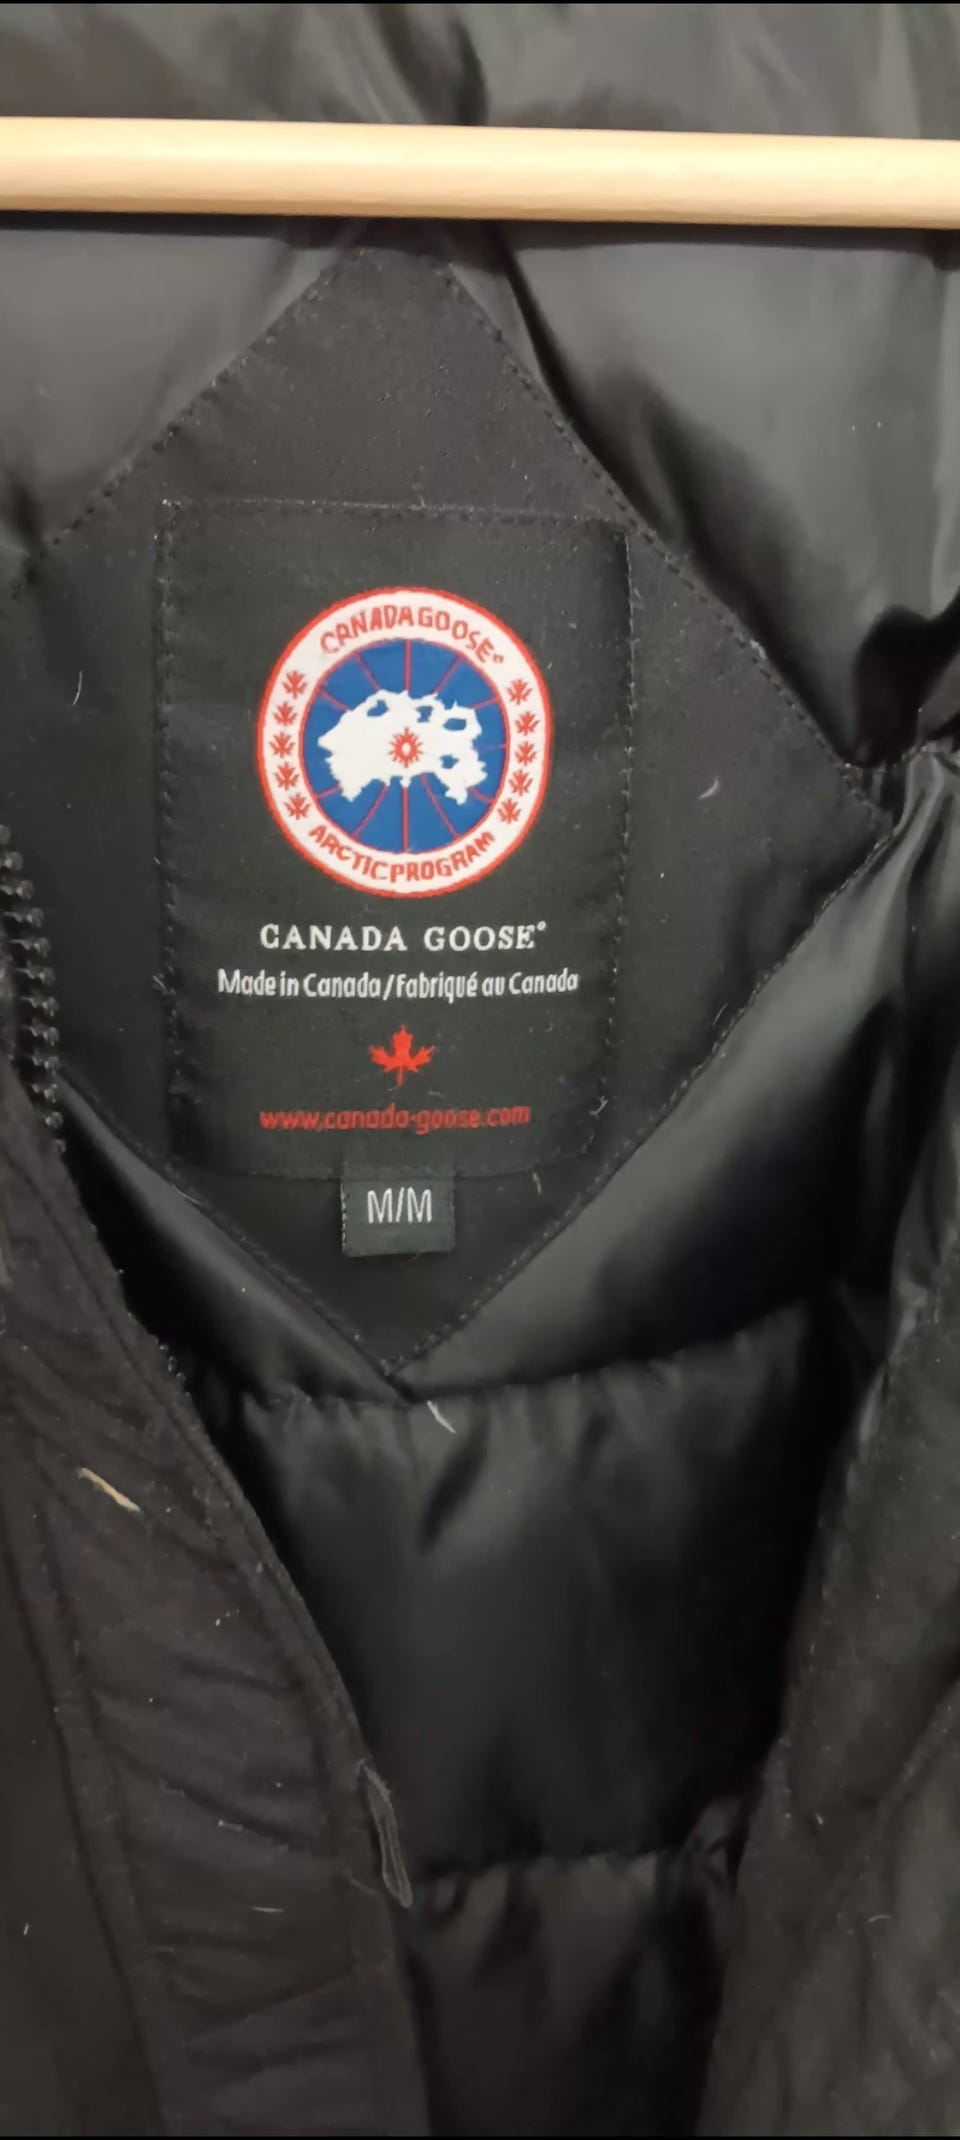 CANADA GOOSE®
ARCTIC PROGRAM
CANADA GOOSE®
Made in Canada/Fabriqué au Canada
www.canada-goose.com
M/M